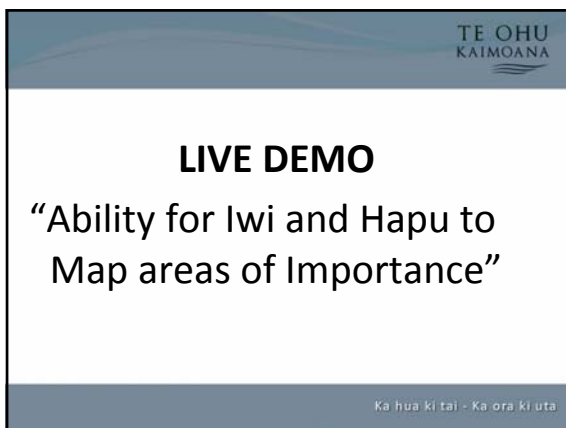 TE OHU
KAIMOANA
LIVE DEMO
“Ability for Iwi and Hapu to
Map areas of Importance”
Ka hua ki tai - Ka ora ki uta